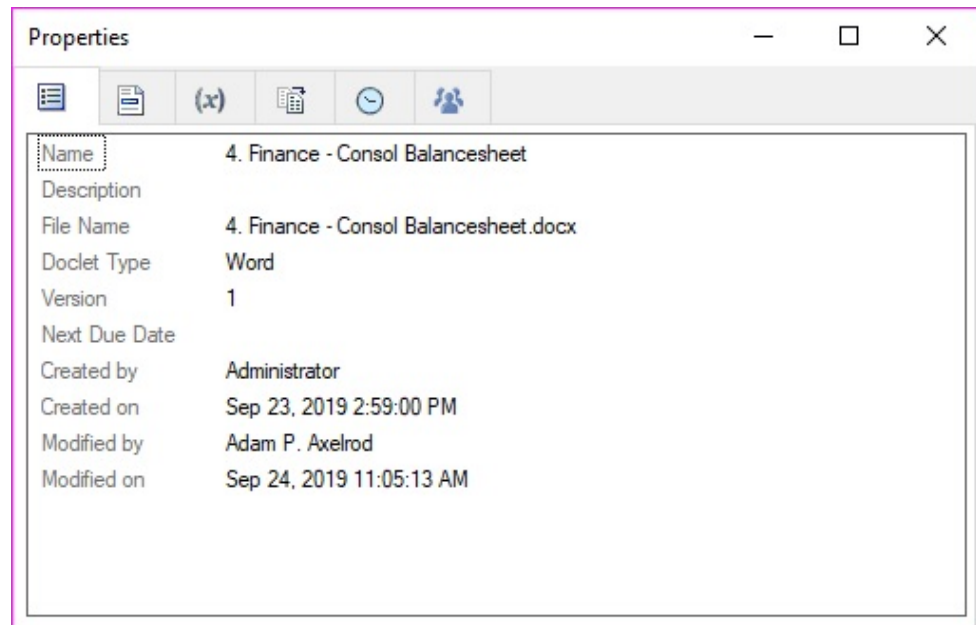 Properties
(x)
Name 4. Finance - Consol Balancesheet
Description
File Name 4. Finance - Consol Balancesheet.docx
Doclet Type Word
Version 1
Next Due Date
Created by Administrator
Created on Sep 23, 2019 2:59:00 PM
Modified by Adam P. Axelrod
Modified on Sep 24, 2019 11:05:13 AM